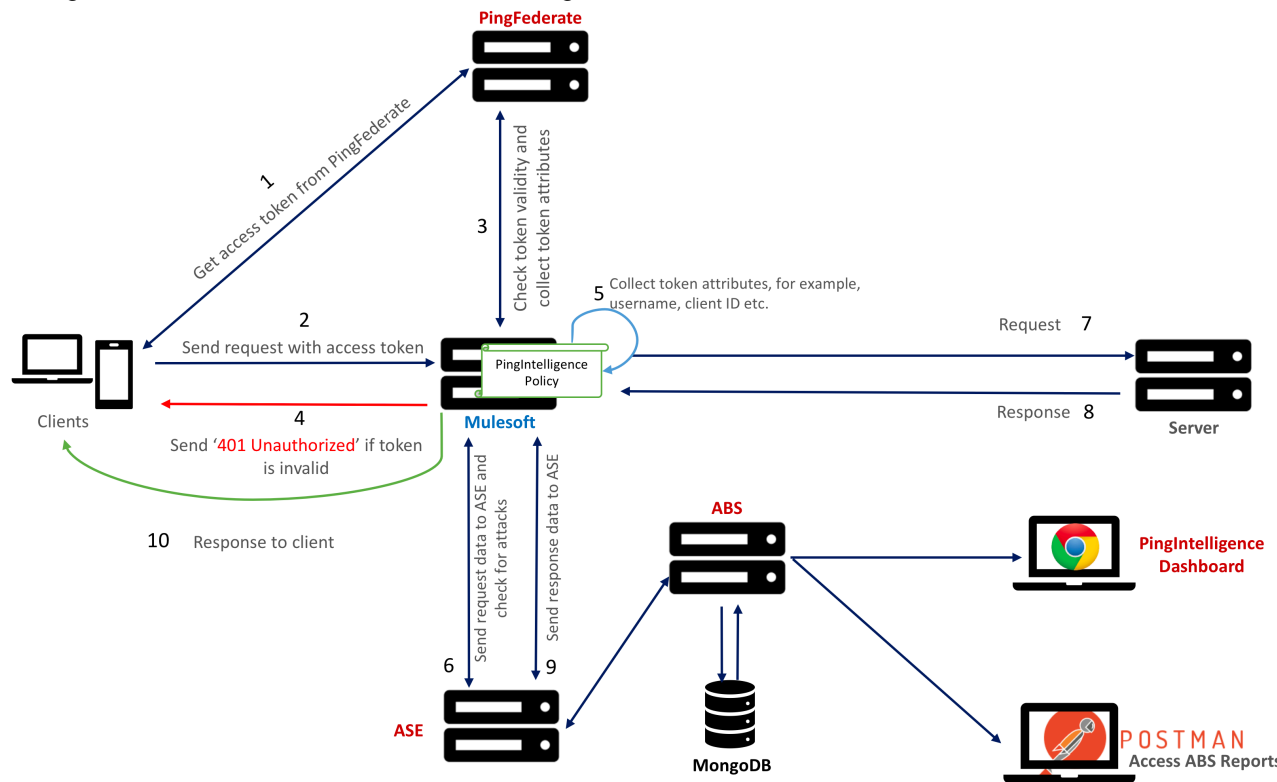 PingFederate
1
Get access token from PingFederate
3
Check token validity and
collect token attributes
5
Collect token attributes, for example,
username, client ID etc.
2
Send request with access token
PingIntelligence
Policy
Request 7
Clients
4
Send ‘401 Unauthorized’ if token
is invalid
Mulesoft
Response 8
Server
10 Response to client
Send request data to ASE and
check for attacks
Send response data to ASE
6
9
ASE
ABS
MongoDB
PingIntelligence
Dashboard
POSTMAN
Access ABS Reports